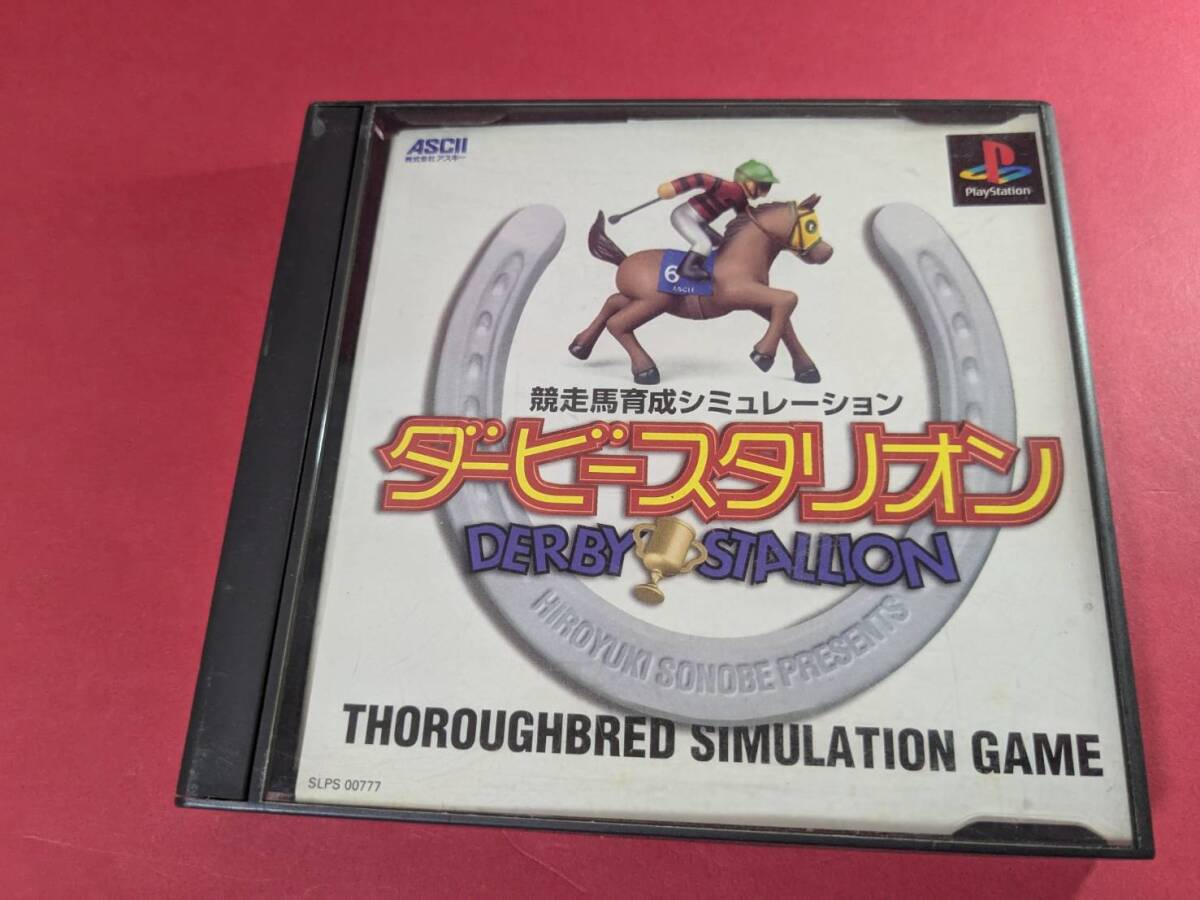 ASCII
株式会社アスキー
PlayStation
6
ASCII
競走馬育成シミュレーション
ダービースタリオン
DERBY STALLION
HIROYUKI SONOBE PRESENTS
THOROUGHBRED SIMULATION GAME
SLPS 00777